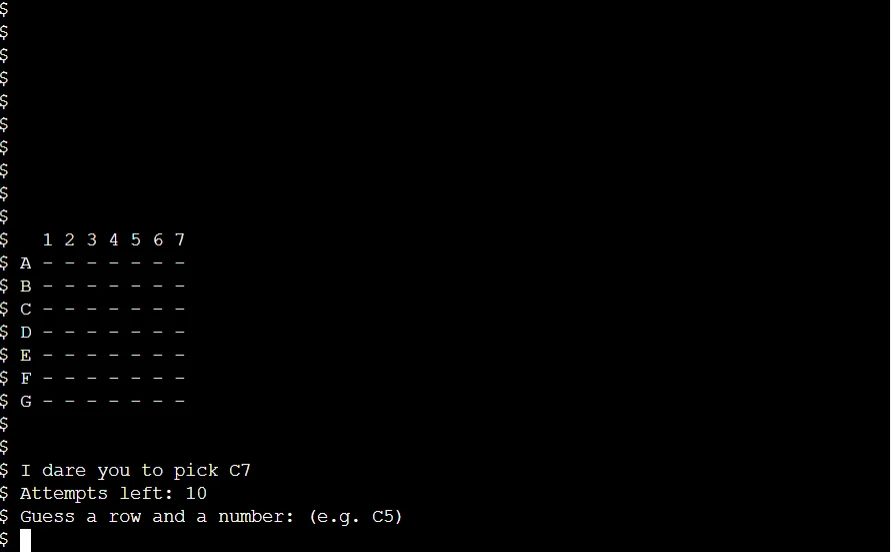 $
$
$
$
$
$
$
$
$
$
$ 1 2 3 4 5 6 7
$ A - - - - - - -
$ B - - - - - - -
$ C - - - - - - -
$ D - - - - - - -
$ E - - - - - - -
$ F - - - - - - -
$ G - - - - - - -
$
$
$ I dare you to pick C7
$ Attempts left: 10
$ Guess a row and a number: (e.g. C5)
$